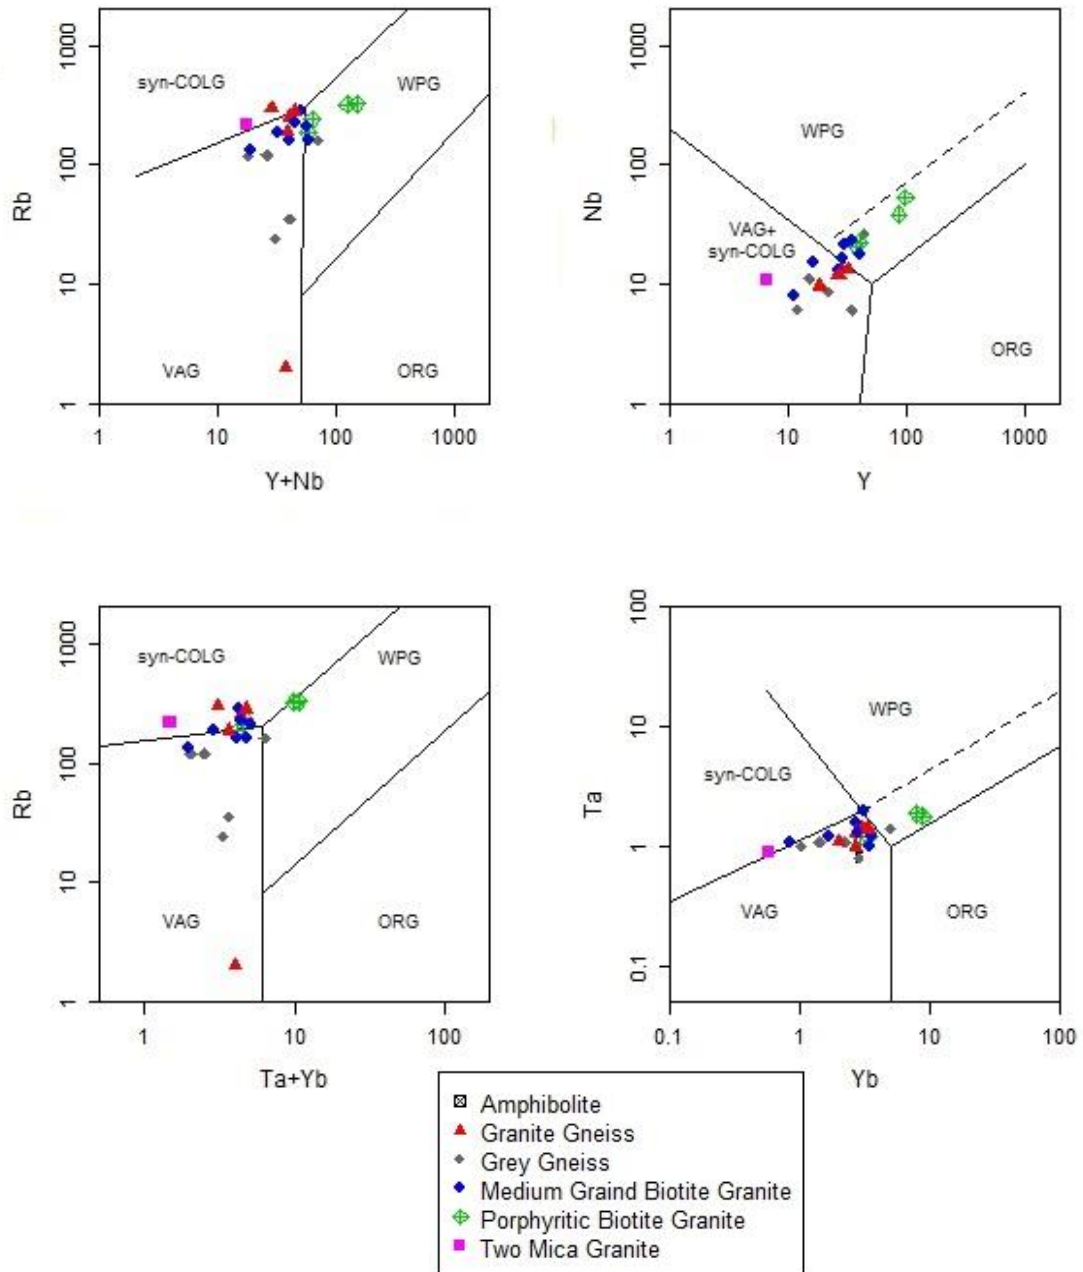 1000
syn-COLG
WPG
100
Rb
10
VAG
ORG
1
1
10
100
1000
Y+Nb
1000
WPG
100
Nb
VAG+
syn-COLG
10
ORG
1
1
10
100
1000
Y
1000
syn-COLG
WPG
100
Rb
10
VAG
ORG
1
1
10
100
Ta+Yb
100
WPG
10
syn-COLG
Ta
1
VAG
ORG
0.1
0.1
1
10
100
Yb
Amphibolite
Granite Gneiss
Grey Gneiss
Medium Graind Biotite Granite
Porphyritic Biotite Granite
Two Mica Granite